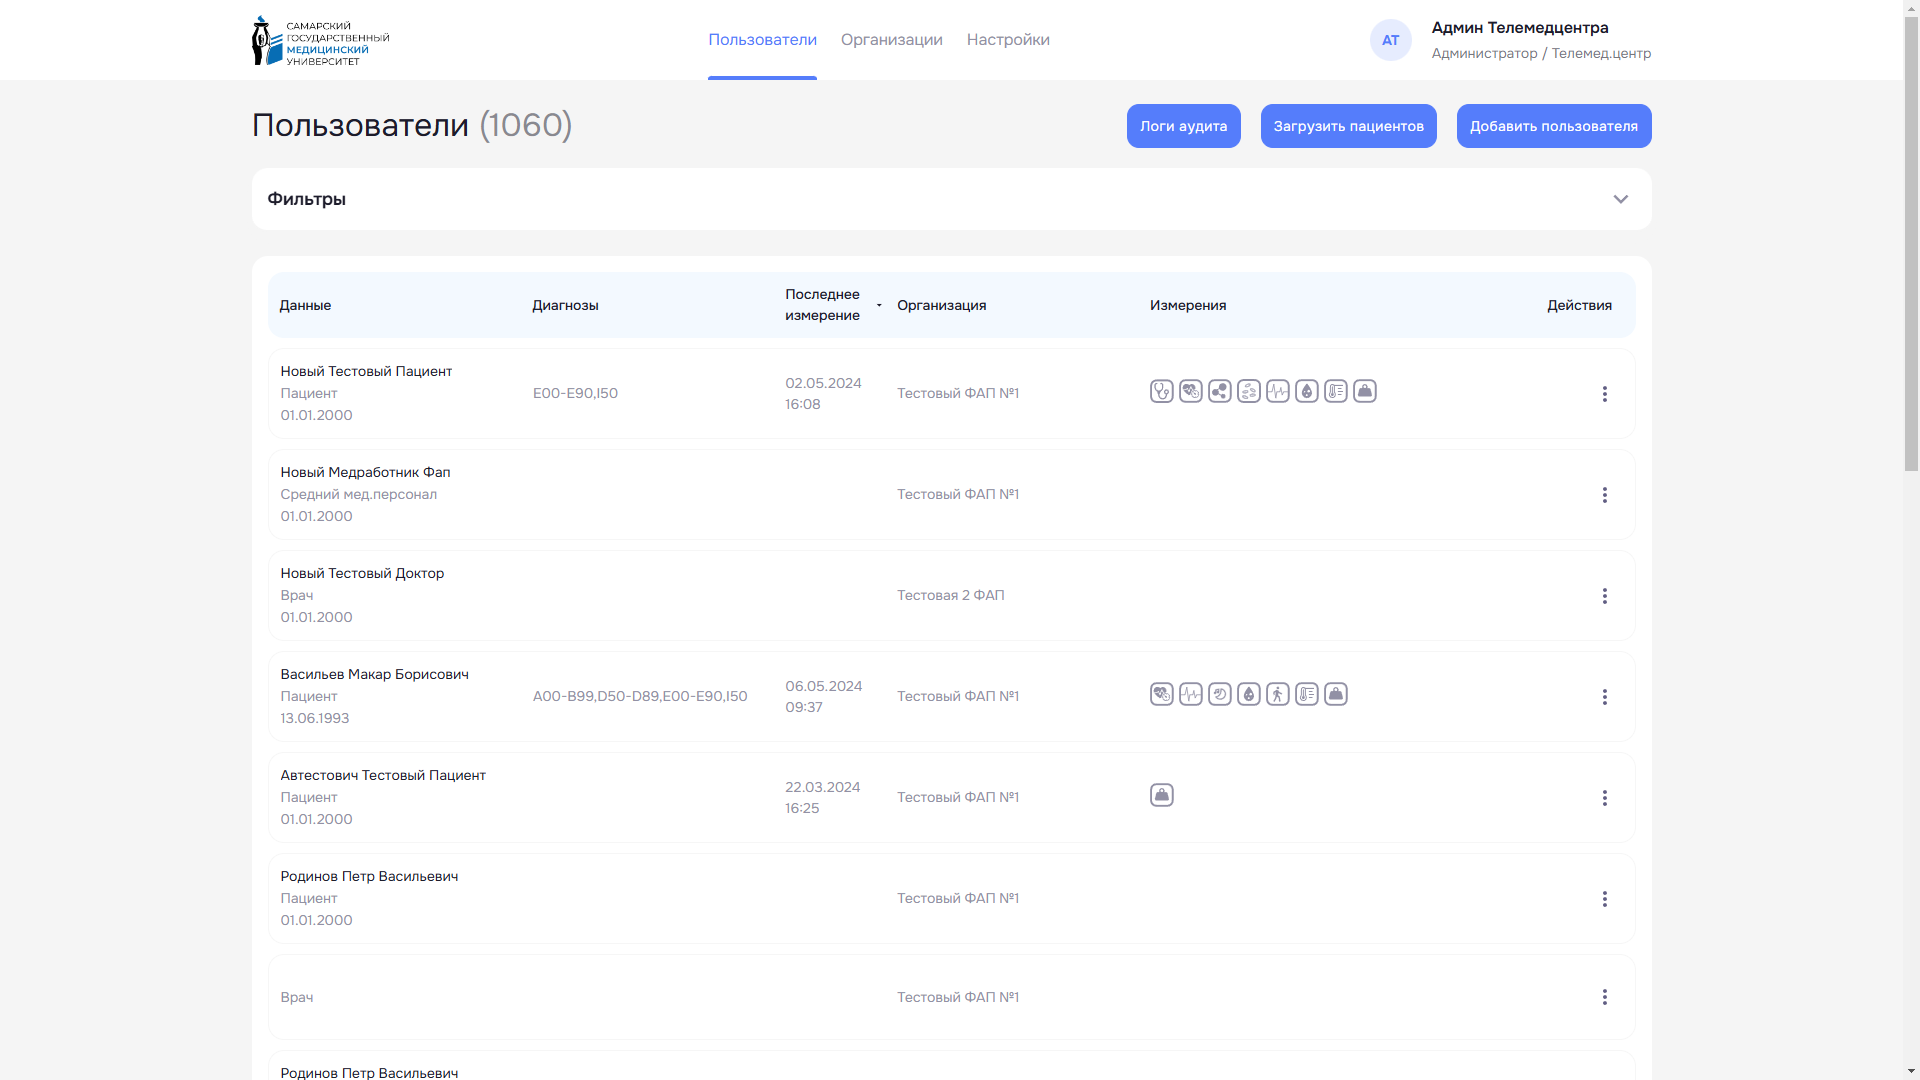 САМАРСКИЙ
ГОСУДАРСТВЕННЫЙ
МЕДИЦИНСКИЙ
УНИВЕРСИТЕТ
Пользователи Организации Настройки
АТ
Админ Телемедцентра
Администратор / Телемед.центр
Пользователи (1060)
Логи аудита Загрузить пациентов Добавить пользователя
Фильтры
Данные Диагнозы Последнее измерение Организация Измерения Действия
Новый Тестовый Пациент
Пациент
01.01.2000
E00-E90,I50
02.05.2024
16:08
Тестовый ФАП №1
Новый Медработник Фап
Средний мед.персонал
01.01.2000
Тестовый ФАП №1
Новый Тестовый Доктор
Врач
01.01.2000
Тестовая 2 ФАП
Васильев Макар Борисович
Пациент
13.06.1993
A00-B99,D50-D89,E00-E90,I50
06.05.2024
09:37
Тестовый ФАП №1
Автестович Тестовый Пациент
Пациент
01.01.2000
22.03.2024
16:25
Тестовый ФАП №1
Родинов Петр Васильевич
Пациент
01.01.2000
Тестовый ФАП №1
Врач
Тестовый ФАП №1
Родинов Петр Васильевич